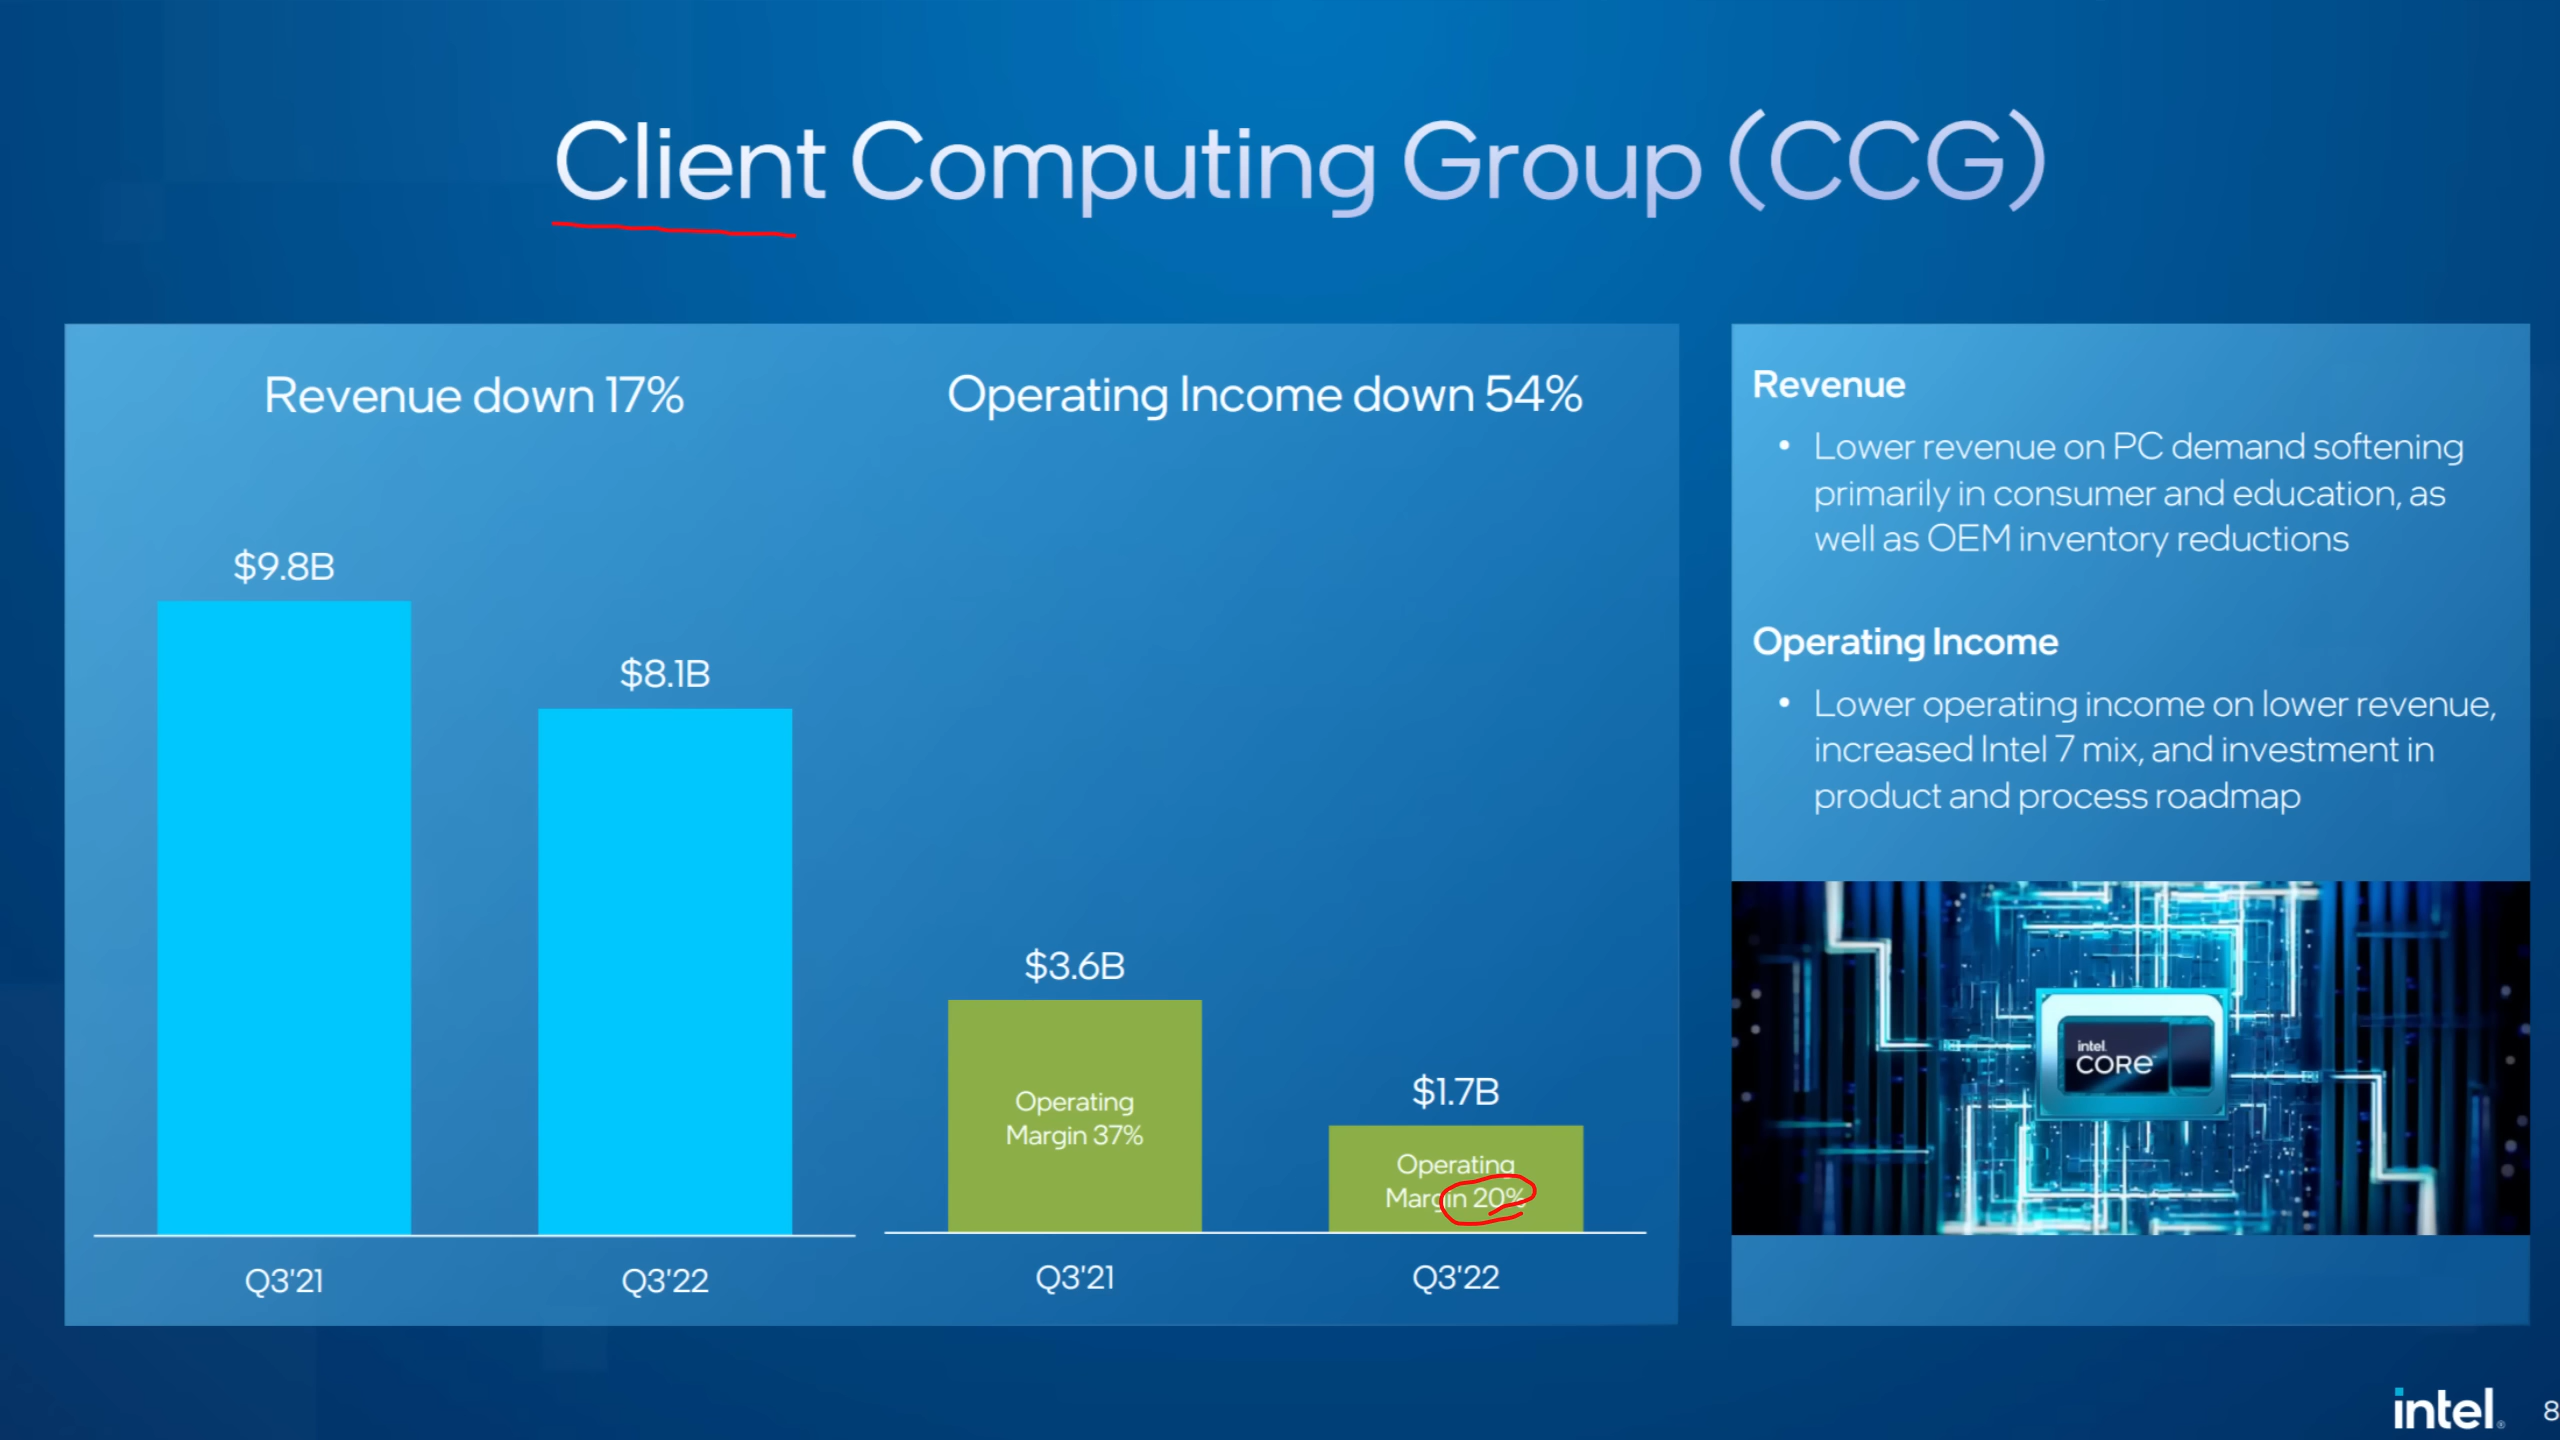 Client Computing Group (CCG)
Revenue down 17%
$9.8B
$8.1B
Q3'21
Q3'22
Operating Income down 54%
$3.6B
Operating
Margin 37%
$1.7B
Operating
Margin 20%
Q3'21
Q3'22
Revenue
• Lower revenue on PC demand softening
primarily in consumer and education, as
well as OEM inventory reductions
Operating Income
• Lower operating income on lower revenue,
increased Intel 7 mix, and investment in
product and process roadmap
intel
CORE
intel.
8